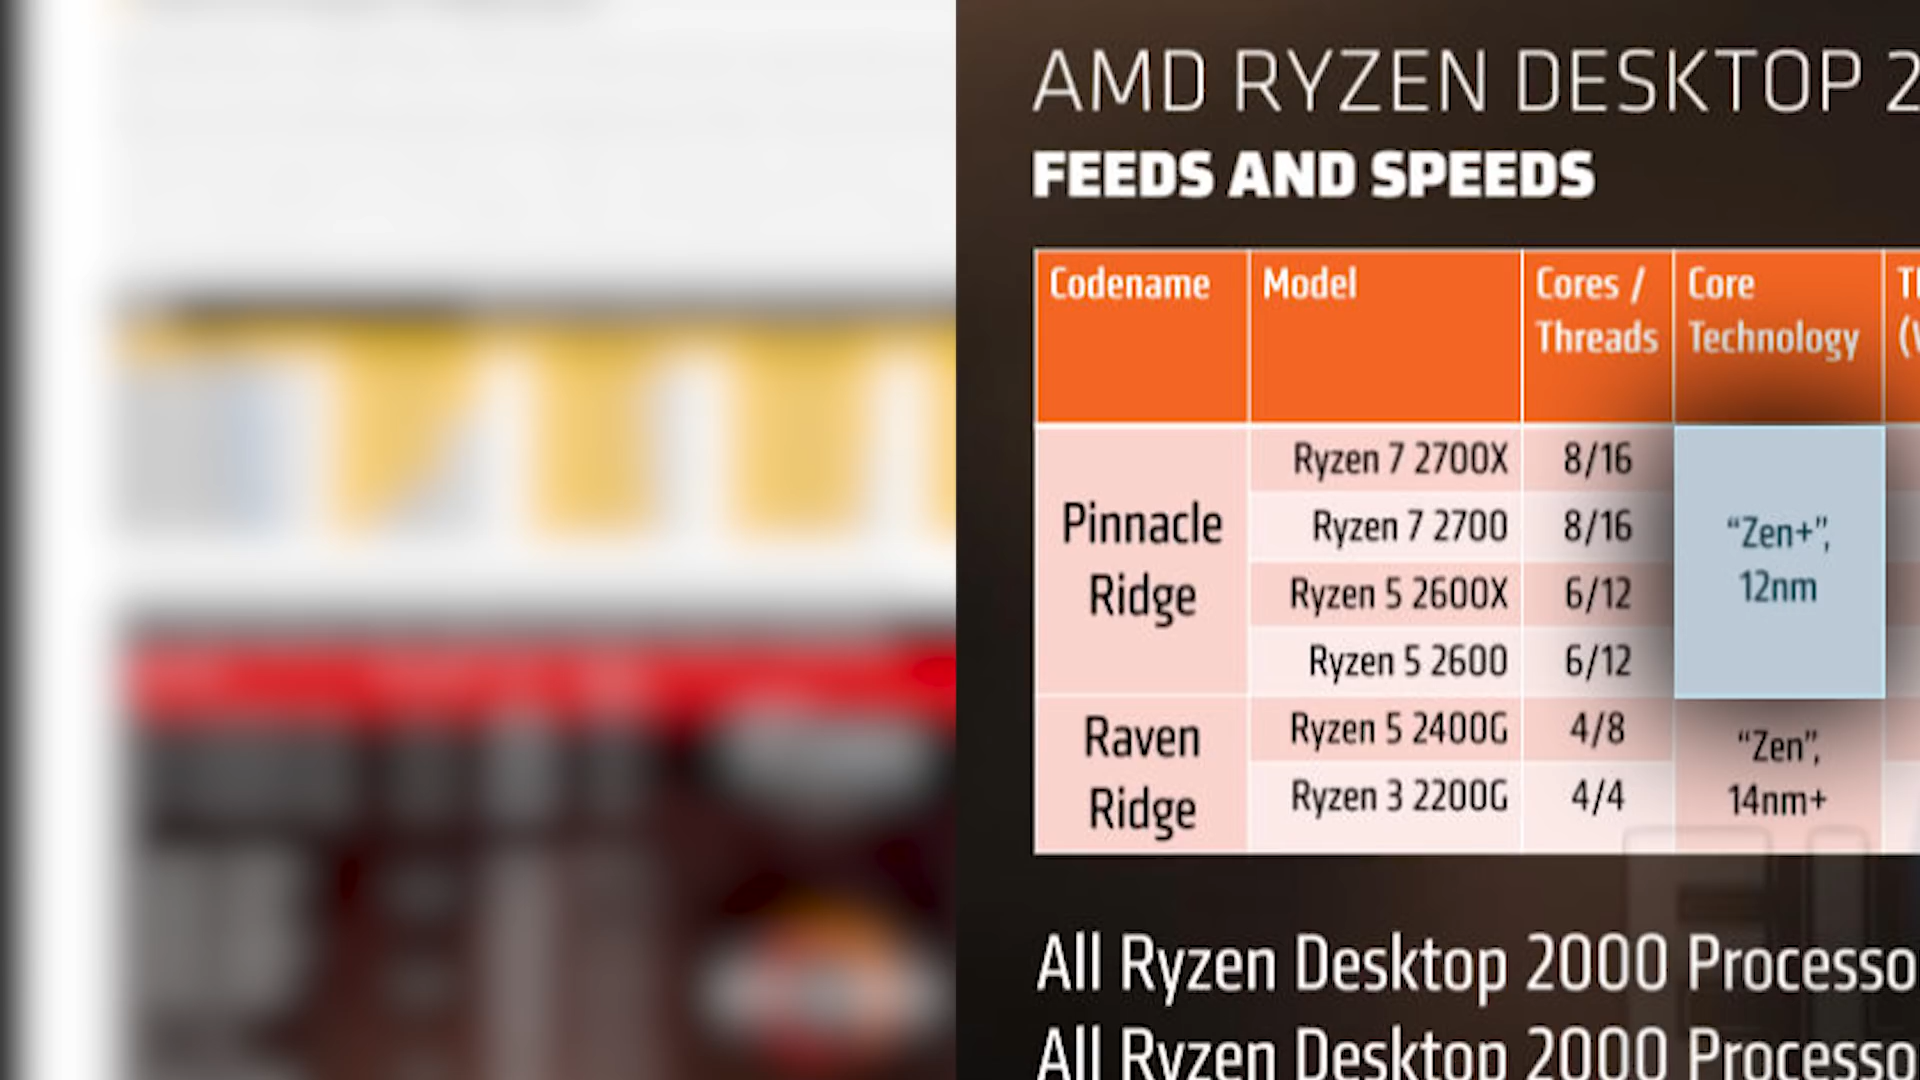 AMD RYZEN DESKTOP 2
FEEDS AND SPEEDS
Codename Model Cores / Threads Core Technology
Pinnacle Ridge
Ryzen 7 2700X 8/16
Ryzen 7 2700 8/16
Ryzen 5 2600X 6/12
Ryzen 5 2600 6/12
“Zen+”,
12nm
Raven Ridge
Ryzen 5 2400G 4/8
Ryzen 3 2200G 4/4
“Zen”,
14nm+
All Ryzen Desktop 2000 Processo
All Ryzen Desktop 2000 Processo